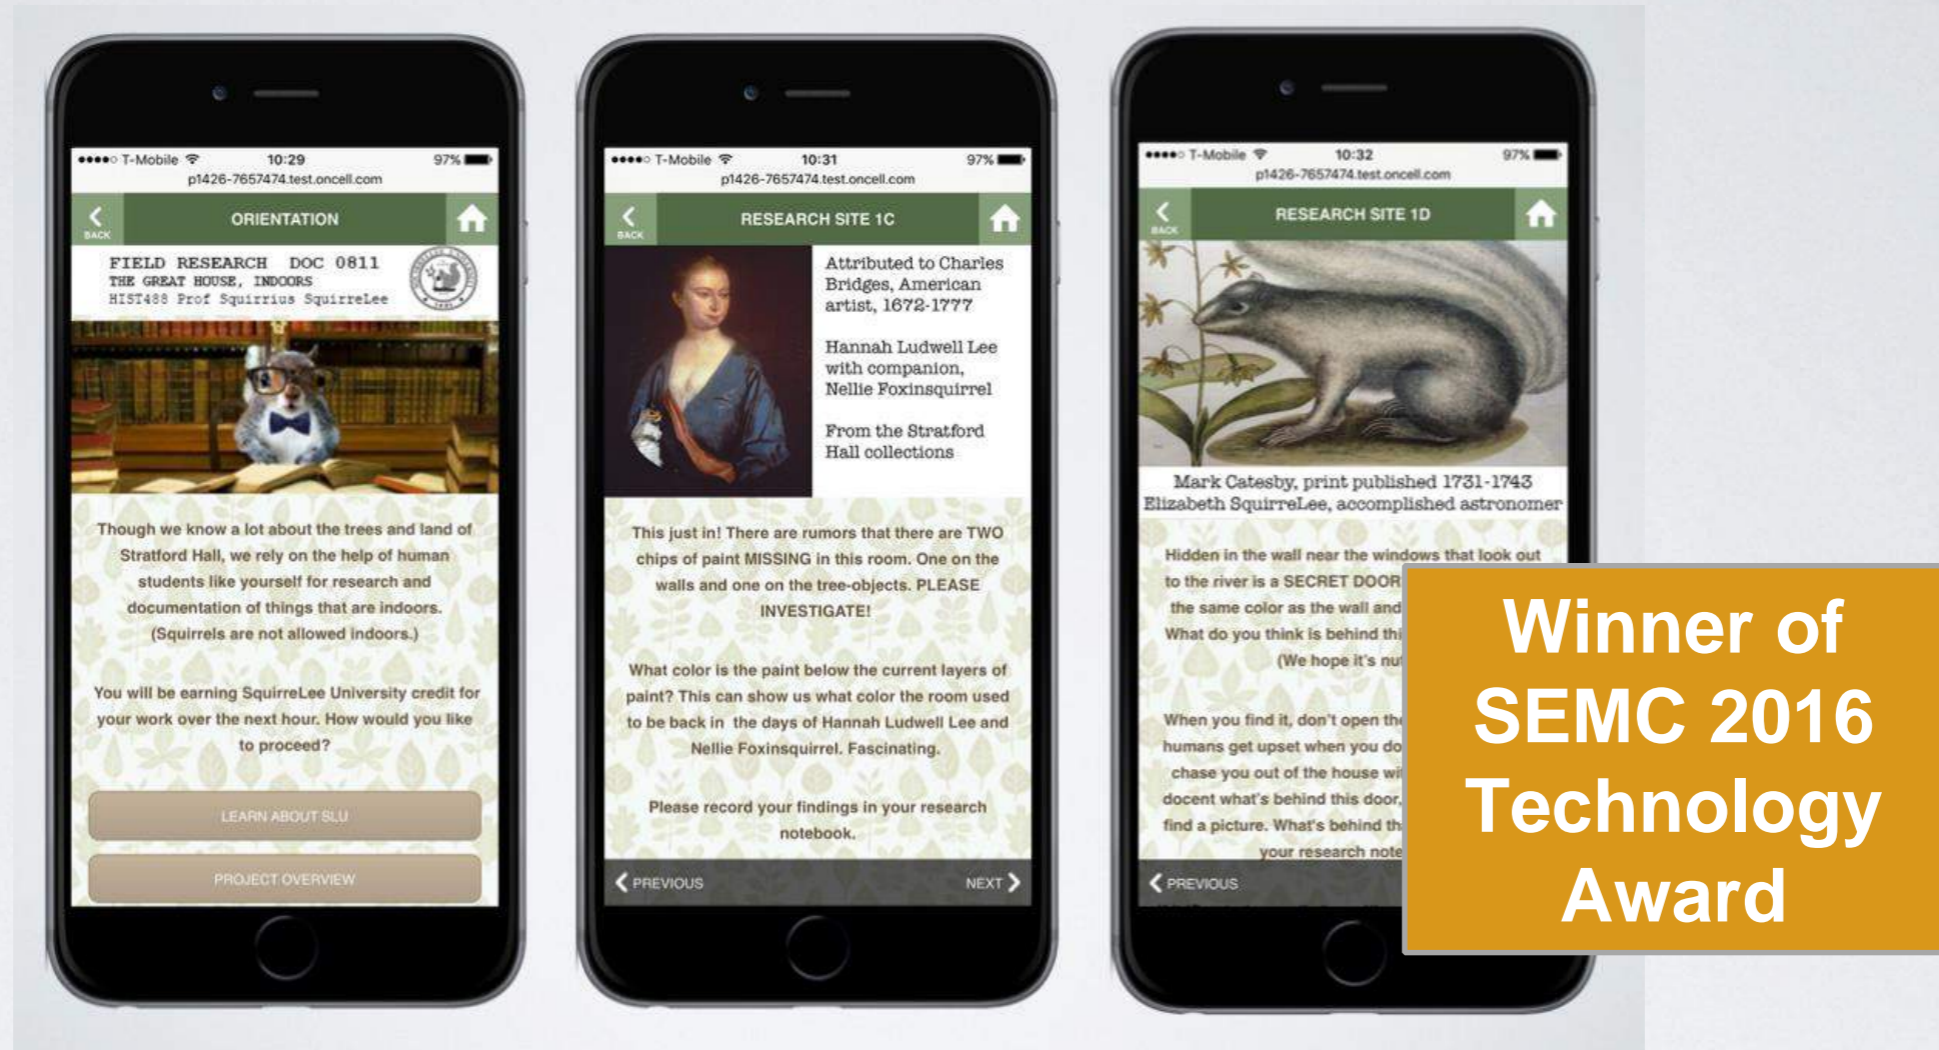 T-Mobile 10:29 97%
p1426-7657474.test.oncell.com
BACK ORIENTATION
FIELD RESEARCH DOC 0811
THE GREAT HOUSE, INDOORS
HIST488 Prof Squirrius SquirreLee
Though we know a lot about the trees and land of
Stratford Hall, we rely on the help of human
students like yourself for research and
documentation of things that are indoors.
(Squirrels are not allowed indoors.)
You will be earning SquirreLee University credit for
your work over the next hour. How would you like
to proceed?
LEARN ABOUT SLU
PROJECT OVERVIEW
T-Mobile 10:31 97%
p1426-7657474.test.oncell.com
BACK RESEARCH SITE 1C
Attributed to Charles
Bridges, American
artist, 1672-1777
Hannah Ludwell Lee
with companion,
Nellie Foxinsquirrel
From the Stratford
Hall collections
This just in! There are rumors that there are TWO
chips of paint MISSING in this room. One on the
walls and one on the tree-objects. PLEASE
INVESTIGATE!
What color is the paint below the current layers of
paint? This can show us what color the room used
to be back in the days of Hannah Ludwell Lee and
Nellie Foxinsquirrel. Fascinating.
Please record your findings in your research
notebook.
PREVIOUS NEXT
T-Mobile 10:32 97%
p1426-7657474.test.oncell.com
BACK RESEARCH SITE 1D
Mark Catesby, print published 1731-1743
Elizabeth SquirreLee, accomplished astronomer
Hidden in the wall near the windows that look out
to the river is a SECRET DOOR
the same color as the wall and
What do you think is behind thi
(We hope it's nu
When you find it, don't open the
humans get upset when you do
chase you out of the house wi
docent what's behind this door,
find a picture. What's behind th
your research note
PREVIOUS
Winner of
SEMC 2016
Technology
Award